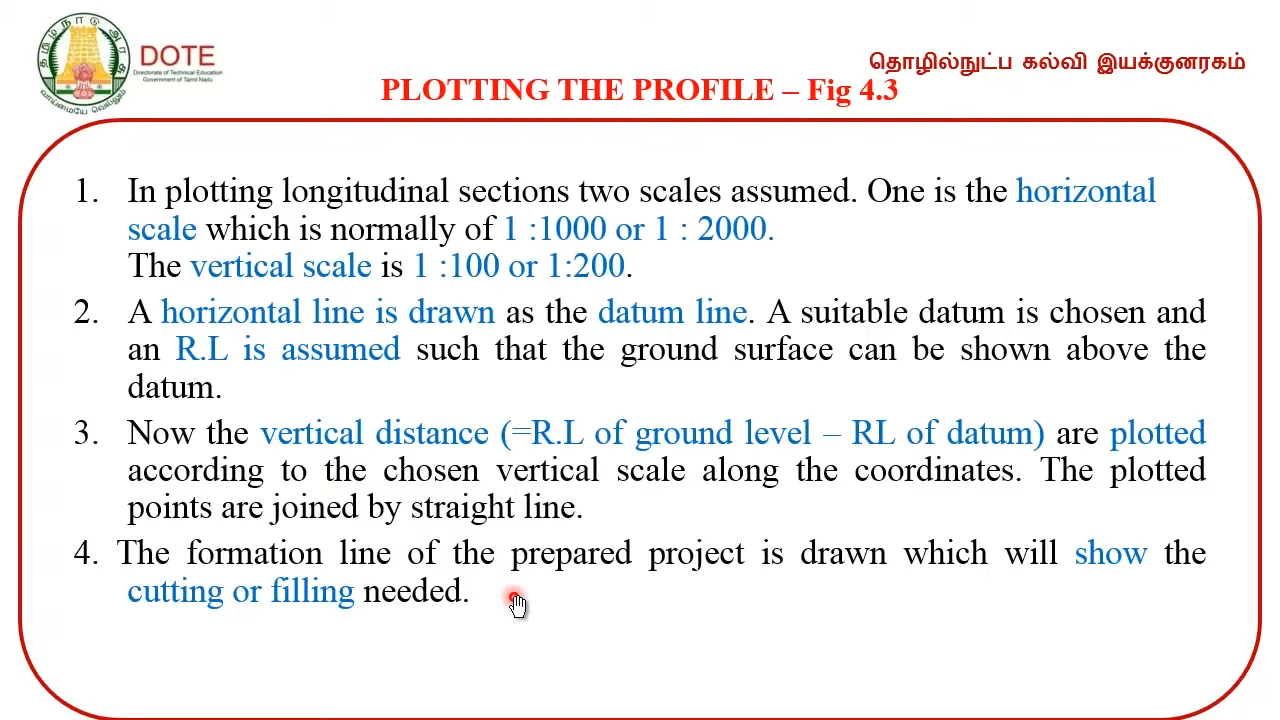 தமிழ்நாடு அரசு
வாய்மையே வெல்லும்
DOTE
Directorate of Technical Education
Government of Tamil Nadu
தொழில்நுட்ப கல்வி இயக்குனரகம்
PLOTTING THE PROFILE – Fig 4.3
1. In plotting longitudinal sections two scales assumed. One is the horizontal
scale which is normally of 1 :1000 or 1 : 2000.
The vertical scale is 1 :100 or 1:200.
2. A horizontal line is drawn as the datum line. A suitable datum is chosen and
an R.L is assumed such that the ground surface can be shown above the
datum.
3. Now the vertical distance (=R.L of ground level – RL of datum) are plotted
according to the chosen vertical scale along the coordinates. The plotted
points are joined by straight line.
4. The formation line of the prepared project is drawn which will show the
cutting or filling needed.